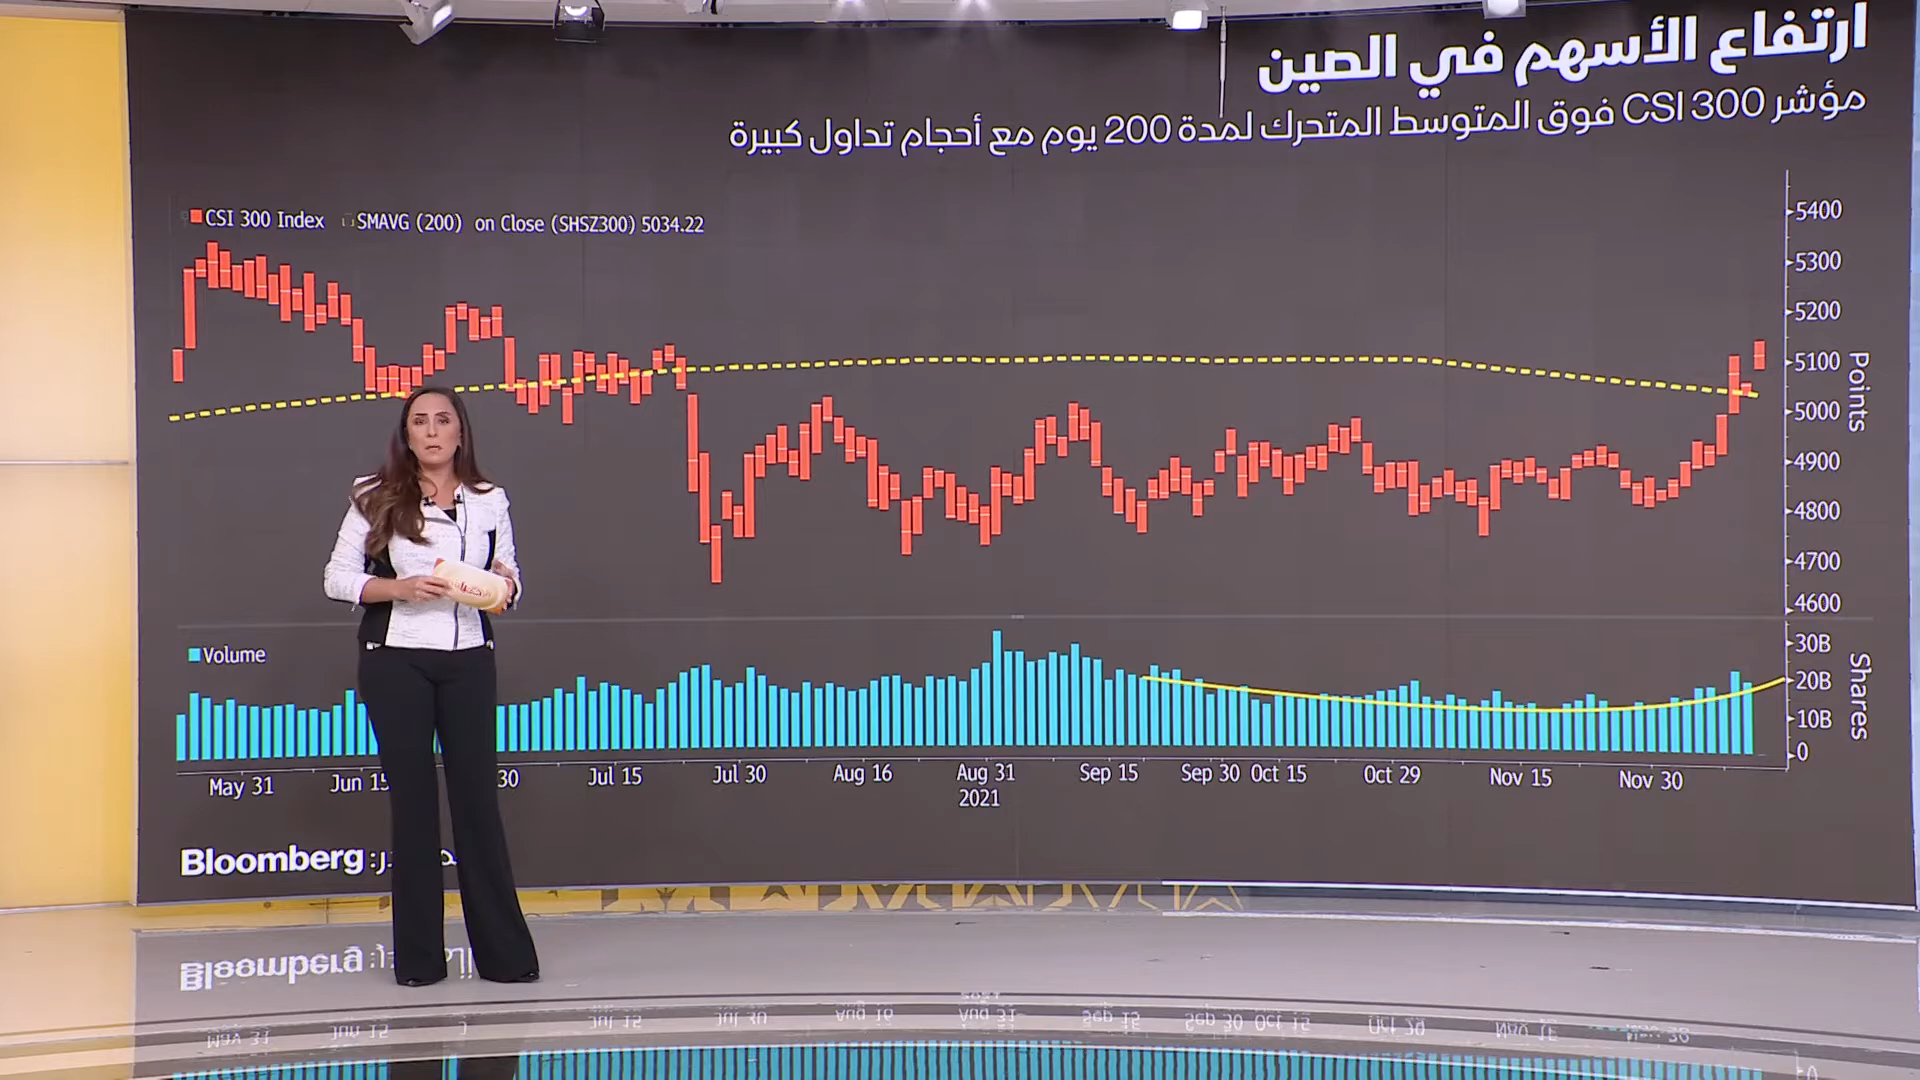 ارتفاع الأسهم في الصين
مؤشر CSI 300 فوق المتوسط المتحرك لمدة 200 يوم مع أحجام تداول كبيرة
CSI 300 Index SMAVG (200) on Close (SHSZ300) 5034.22
5400
5300
5200
5100
5000
4900
4800
4700
4600
Points
Volume
30B
20B
10B
0
Shares
May 31 Jun 15 30 Jul 15 Jul 30 Aug 16 Aug 31 Sep 15 Sep 30 Oct 15 Oct 29 Nov 15 Nov 30
2021
Bloomberg